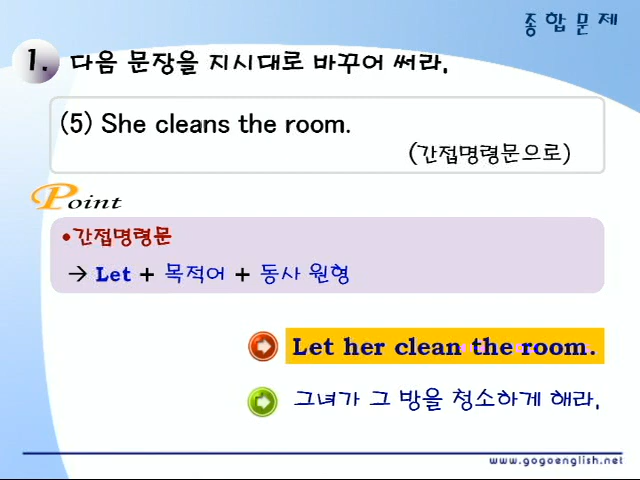 종합문제
1. 다음 문장을 지시대로 바꾸어 써라.
(5) She cleans the room.
(간접명령문으로)
Point
•간접명령문
→ Let + 목적어 + 동사 원형
Let her clean the room.
그녀가 그 방을 청소하게 해라.
www.gogoenglish.net